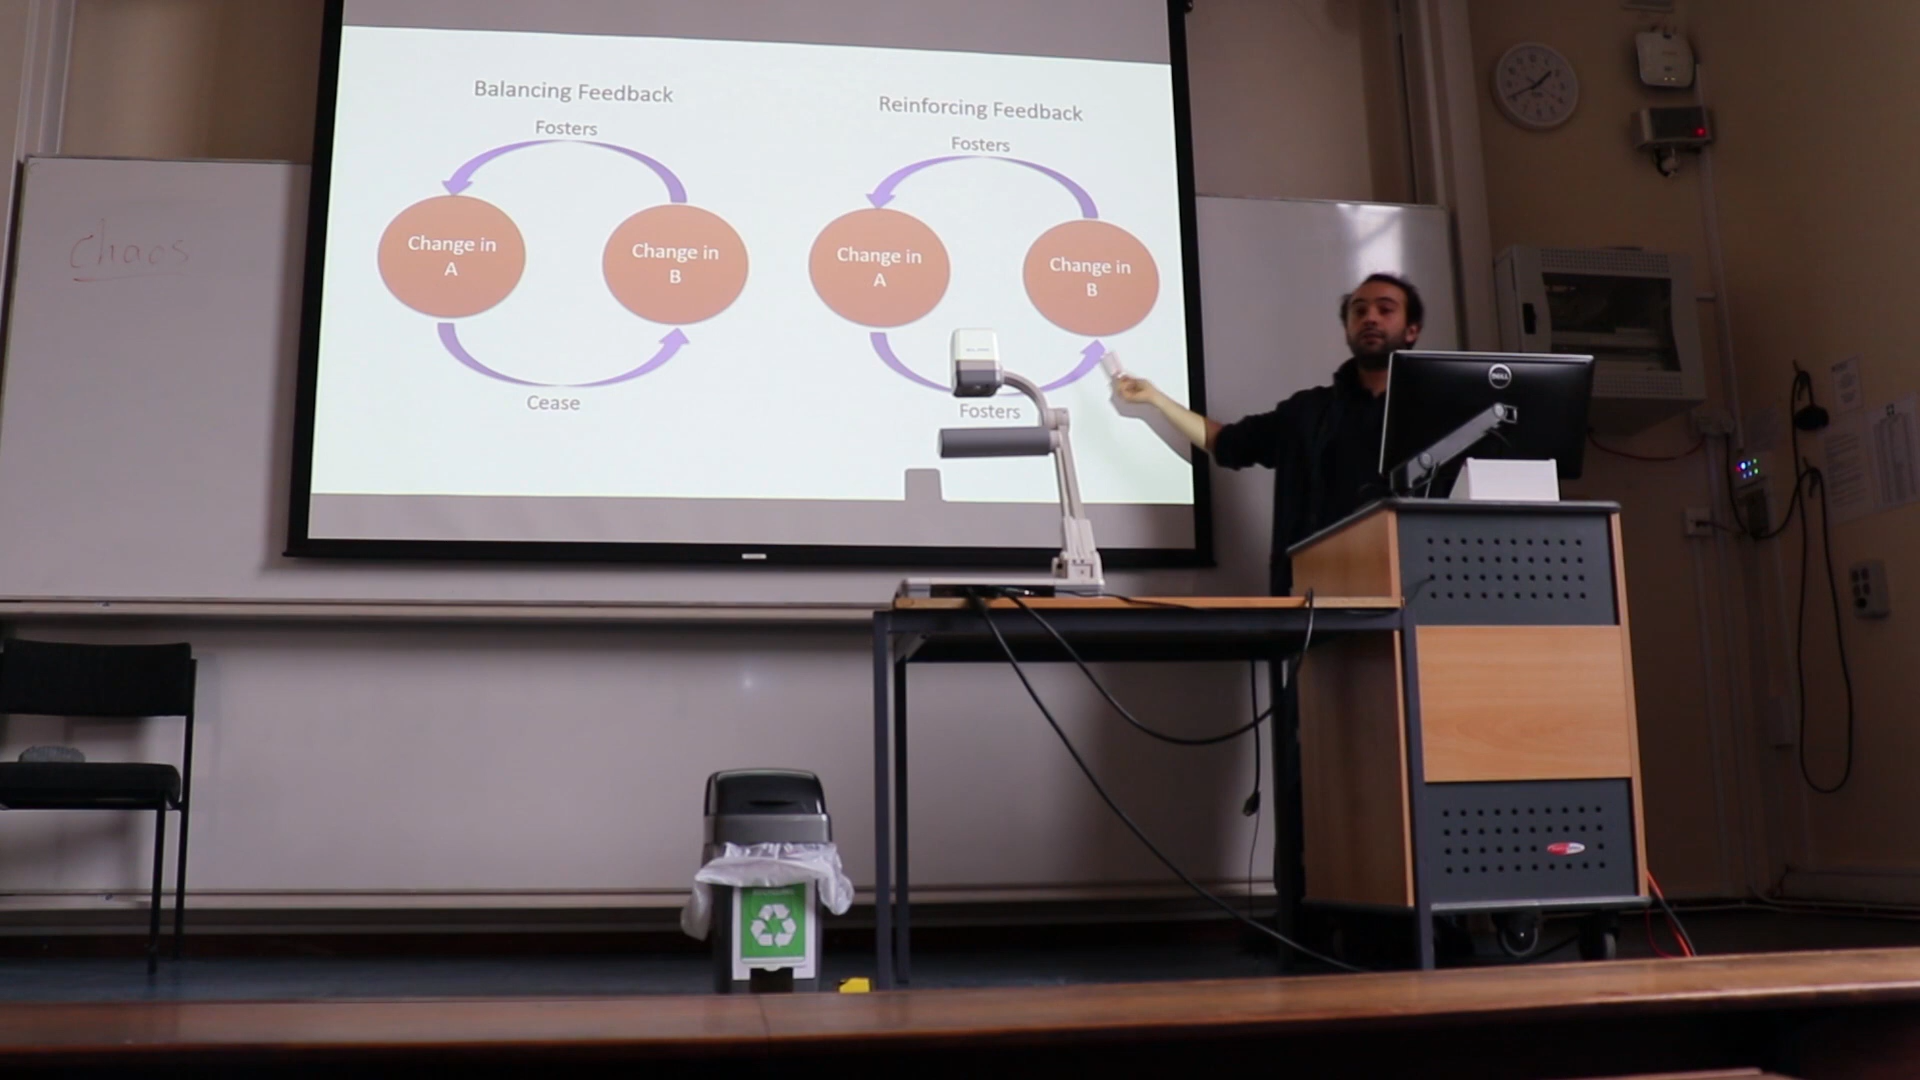 chaos
Balancing Feedback
Fosters
Change in
A
Change in
B
Cease
Reinforcing Feedback
Fosters
Change in
A
Change in
B
Fosters
DELL